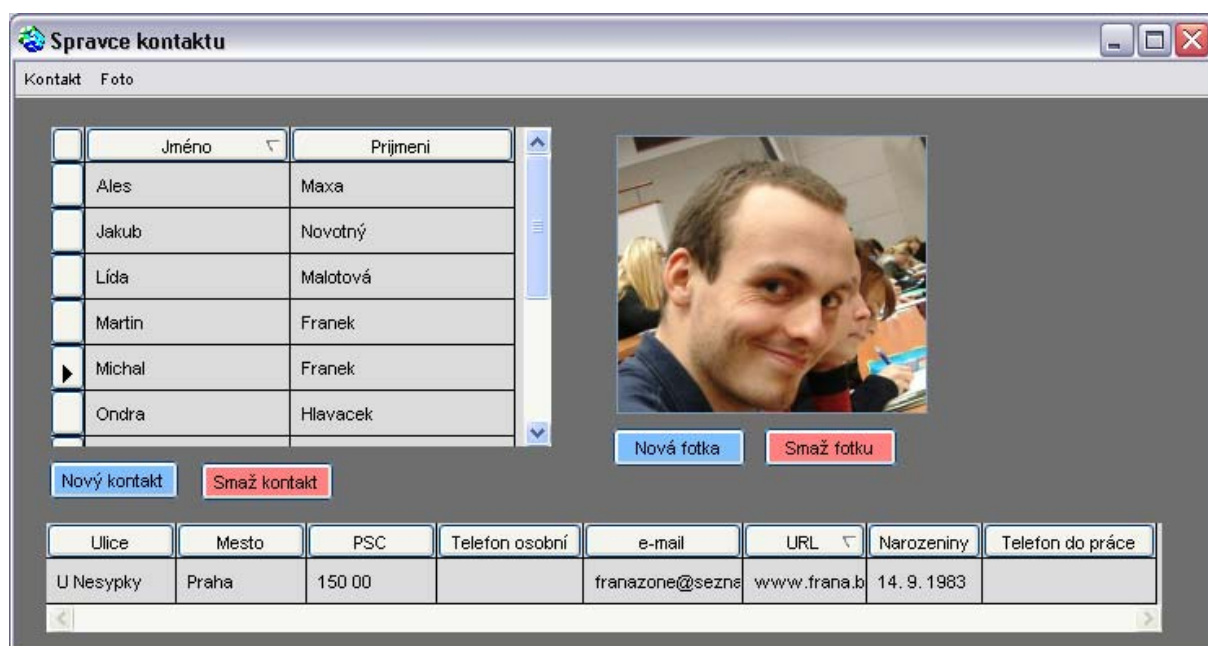 Spravce kontaktu
Kontakt Foto
Jméno Prijmeni
Ales Maxa
Jakub Novotný
Lída Malotová
Martin Franek
Michal Franek
Ondra Hlavacek
Nová fotka Smaž fotku
Nový kontakt Smaž kontakt
Ulice Mesto PSC Telefon osobní e-mail URL Narozeniny Telefon do práce
U Nesypky Praha 150 00 franazone@sezna www.frana.b 14. 9. 1983